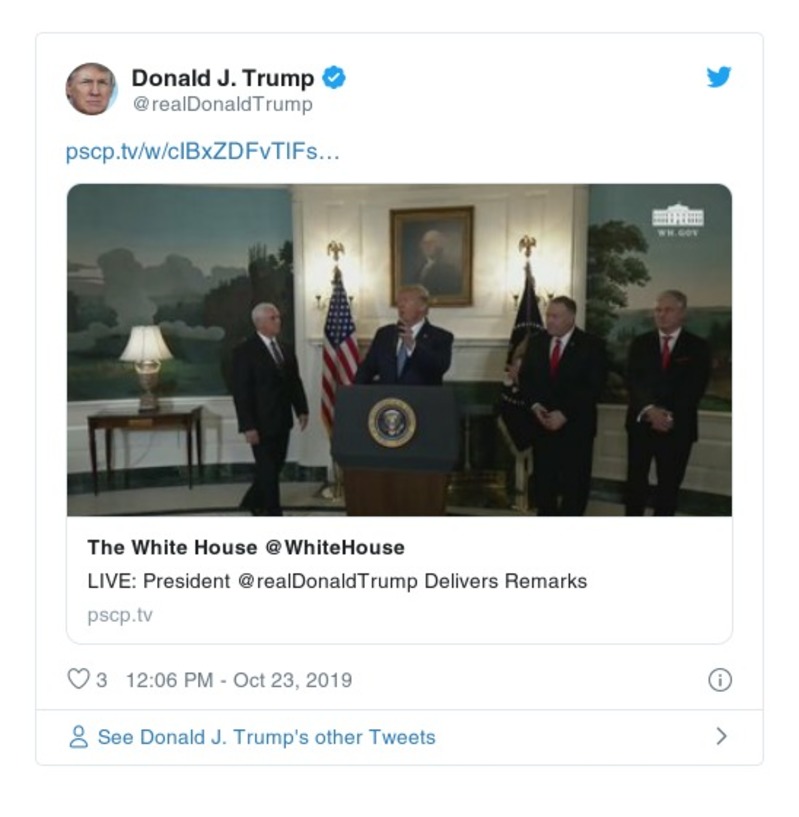 Donald J. Trump
@realDonaldTrump
pscp.tv/w/cIBxZDFvTlFs…
WH.GOV
The White House @WhiteHouse
LIVE: President @realDonaldTrump Delivers Remarks
pscp.tv
3 12:06 PM - Oct 23, 2019
See Donald J. Trump's other Tweets